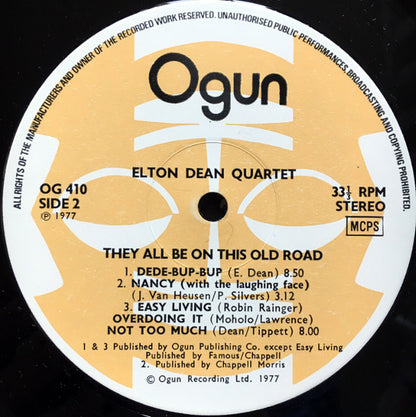 ALL RIGHTS OF THE MANUFACTURERS AND OWNER OF THE RECORDED WORK RESERVED. UNAUTHORISED PUBLIC PERFORMANCES, BROADCASTING AND COPYING PROHIBITED.
Ogun
ELTON DEAN QUARTET
OG 410
SIDE 2
℗ 1977
33⅓ RPM
STEREO
MCPS
THEY ALL BE ON THIS OLD ROAD
1. DEDE-BUP-BUP (E. Dean) 8.50
2. NANCY (with the laughing face)
(J. Van Heusen/P. Silvers) 3.12
3. EASY LIVING (Robin Rainger)
OVERDOING IT (Moholo/Lawrence)
NOT TOO MUCH (Dean/Tippett) 8.00
1 & 3 Published by Ogun Publishing Co. except Easy Living
Published by Famous/Chappell
2. Published by Chappell Morris
© Ogun Recording Ltd. 1977